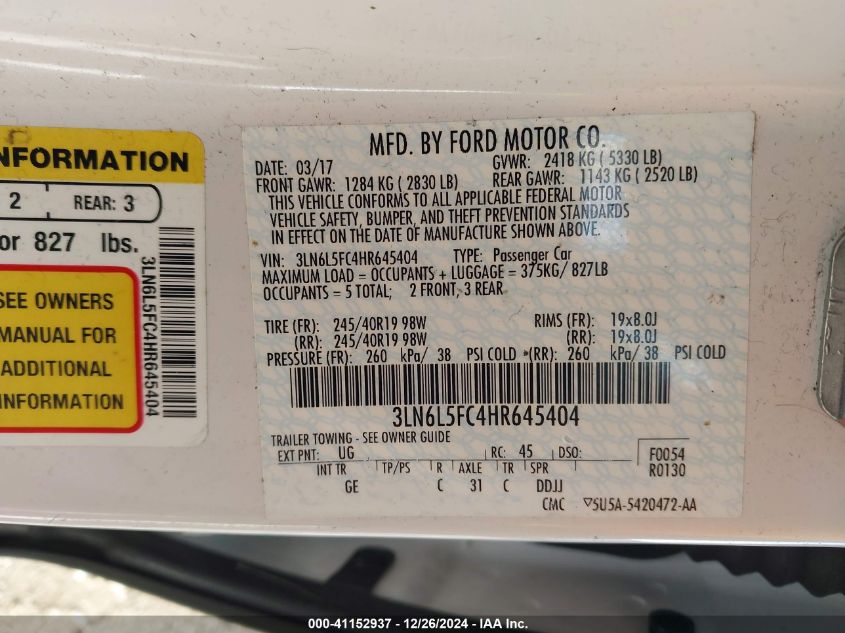 NFORMATION
2 REAR: 3
or 827 lbs.
SEE OWNERS
MANUAL FOR
ADDITIONAL
INFORMATION
3LN6L5FC4HR645404
MFD. BY FORD MOTOR CO.
DATE: 03/17 GVWR: 2418 KG ( 5330 LB)
FRONT GAWR: 1284 KG ( 2830 LB) REAR GAWR: 1143 KG ( 2520 LB)
THIS VEHICLE CONFORMS TO ALL APPLICABLE FEDERAL MOTOR
VEHICLE SAFETY, BUMPER, AND THEFT PREVENTION STANDARDS
IN EFFECT ON THE DATE OF MANUFACTURE SHOWN ABOVE.
VIN: 3LN6L5FC4HR645404 TYPE: Passenger Car
MAXIMUM LOAD = OCCUPANTS + LUGGAGE = 375KG/ 827LB
OCCUPANTS = 5 TOTAL; 2 FRONT, 3 REAR
TIRE (FR): 245/40R19 98W RIMS (FR): 19x8.0J
(RR): 245/40R19 98W (RR): 19x8.0J
PRESSURE (FR): 260 kPa/ 38 PSI COLD (RR): 260 kPa/ 38 PSI COLD
3LN6L5FC4HR645404
TRAILER TOWING - SEE OWNER GUIDE
EXT PNT: UG RC: 45 DSO: F0054
R0130
INT TR TP/PS R AXLE TR SPR
GE C 31 C DDJJ
CMC ▽SU5A-5420472-AA
000-41152937 - 12/26/2024 - IAA Inc.